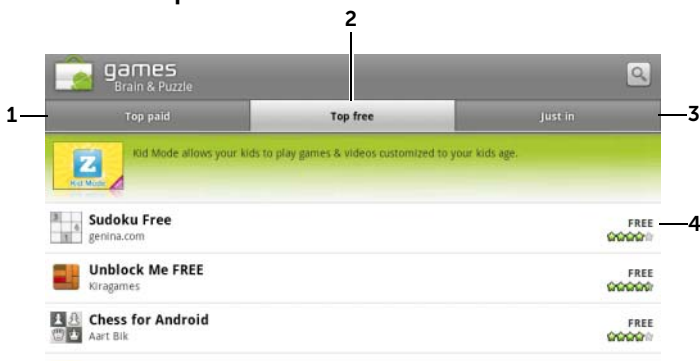 2
games
Brain & Puzzle
1
Top paid
Top free
Just in
3
Z
Kid Mode
Kid Mode allows your kids to play games & videos customized to your kids age.
Sudoku Free
genina.com
FREE
4
Unblock Me FREE
Kiragames
FREE
Chess for Android
Aart Bik
FREE